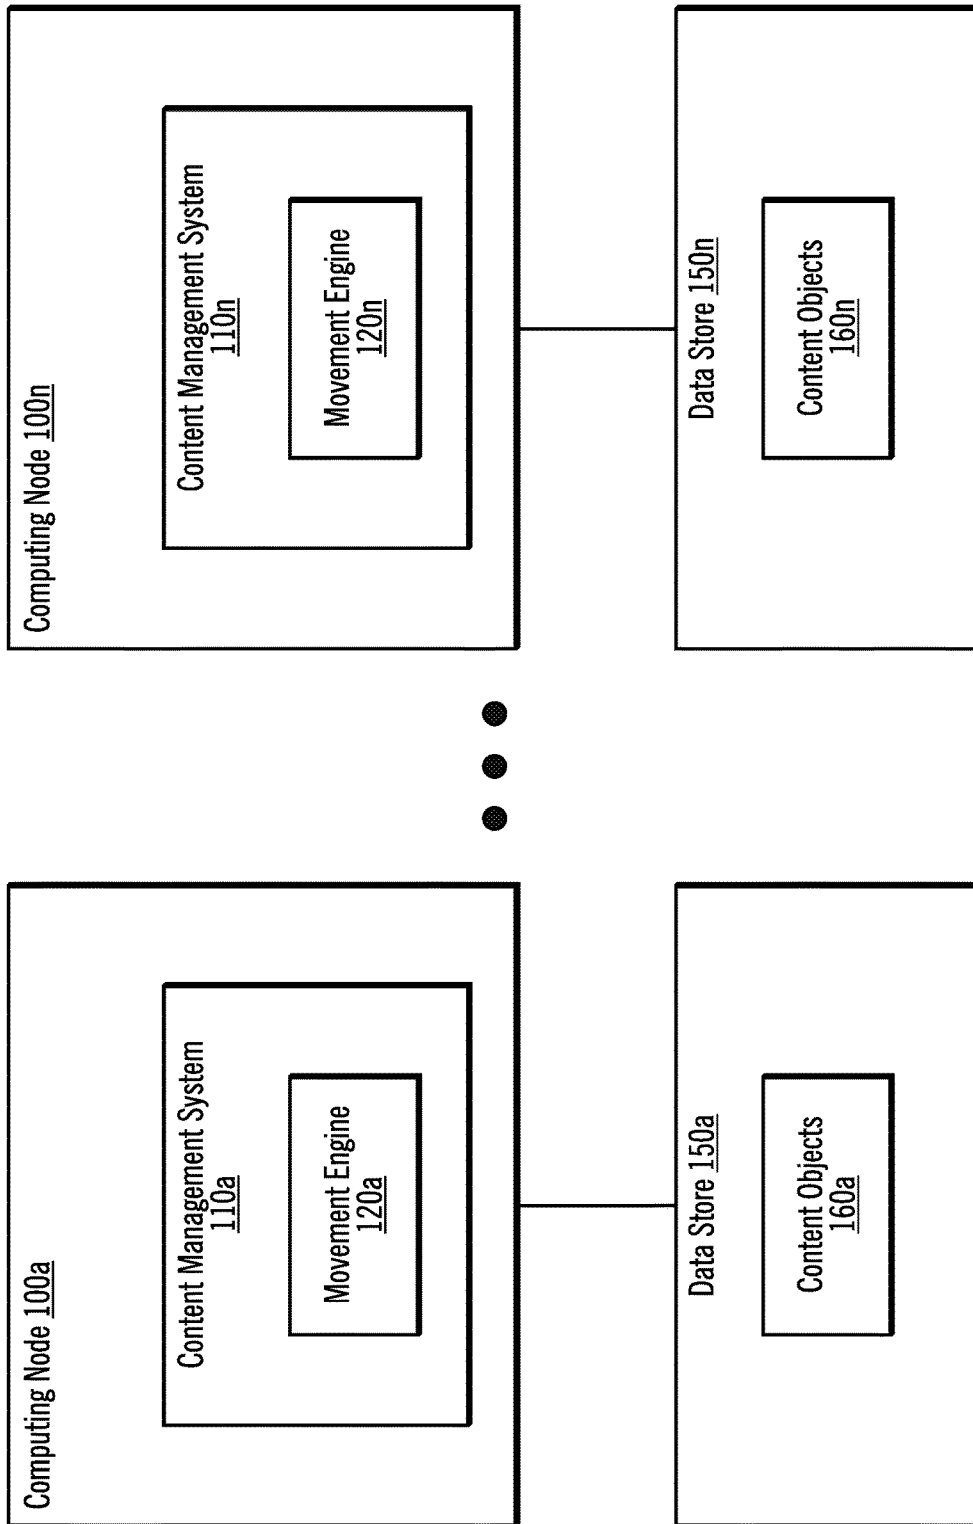 Computing Node 100a
Content Management System
110a
Movement Engine
120a
Data Store 150a
Content Objects
160a
Computing Node 100n
Content Management System
110n
Movement Engine
120n
Data Store 150n
Content Objects
160n